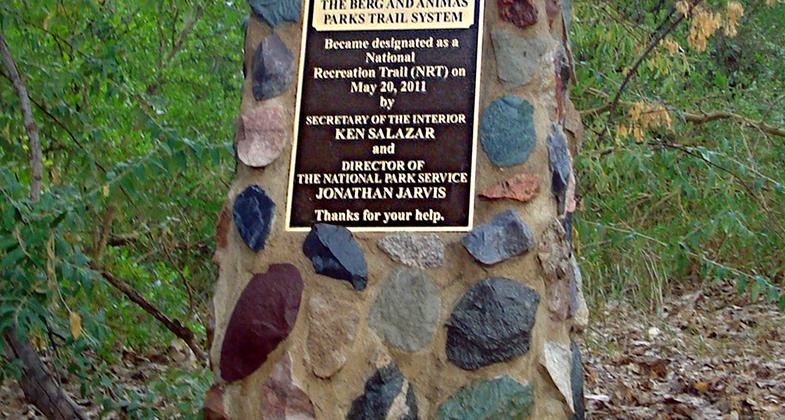 THE BERG AND ANIMAS
PARKS TRAIL SYSTEM
Became designated as a
National
Recreation Trail (NRT) on
May 20, 2011
by
SECRETARY OF THE INTERIOR
KEN SALAZAR
and
DIRECTOR OF
THE NATIONAL PARK SERVICE
JONATHAN JARVIS
Thanks for your help.